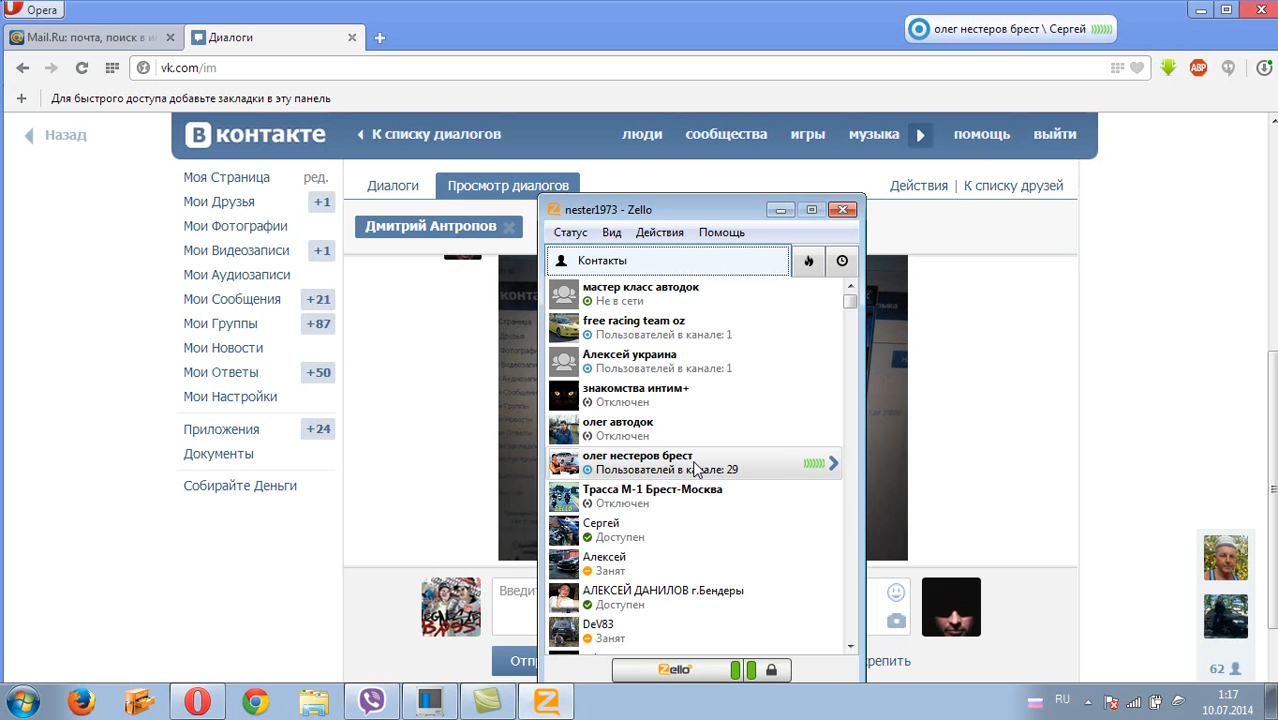 Opera
Mail.Ru: почта, поиск в ин
Диалоги
олег нестеров брест \ Сергей
vk.com/im
ABP
Для быстрого доступа добавьте закладки в эту панель
Назад
В контакте
К списку диалогов
люди
сообщества
игры
музыка
помощь
выйти
Моя Страница
ред.
Мои Друзья
+1
Мои Фотографии
Мои Видеозаписи
+1
Мои Аудиозаписи
Мои Сообщения
+21
Мои Группы
+87
Мои Новости
Мои Ответы
+50
Мои Настройки
Приложения
+24
Документы
Собирайте Деньги
Диалоги
Просмотр диалогов
Действия
К списку друзей
Дмитрий Антропов
nester1973 - Zello
Статус
Вид
Действия
Помощь
Контакты
мастер класс автодок
Не в сети
free racing team oz
Пользователей в канале: 1
Алексей украина
Пользователей в канале: 1
знакомства интим+
Отключен
олег автодок
Отключен
олег нестеров брест
Пользователей в канале: 29
Трасса М-1 Брест-Москва
Отключен
Сергей
Доступен
Алексей
Занят
АЛЕКСЕЙ ДАНИЛОВ г.Бендеры
Доступен
DeV83
Занят
zello
Введи
Отп
крепить
62
RU
1:17
10.07.2014